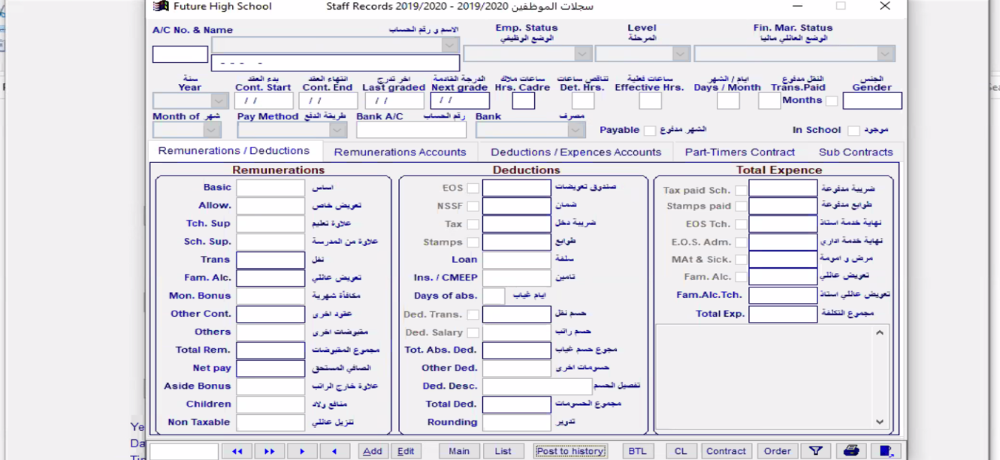 Future High School Staff Records 2019/2020 - 2019/2020 سجلات الموظفين
A/C No. & Name الاسم و رقم الحساب Emp. Status Level Fin. Mar. Status
الوضع الوظيفي المرحلة الوضع العائلي ماليا
- - - -
سنة بدء العقد انتهاء العقد اخر تدرج الدرجة القادمة ساعات ملاك تناقص ساعات ساعات فعلية ايام / الشهر النقل مدفوع الجنس
Year Cont. Start Cont. End Last graded Next grade Hrs. Cadre Det. Hrs. Effective Hrs. Days / Month Trans.Paid Gender
/ / / / / / / / Months
Month of شهر Pay Method طريقة الدفع Bank A/C رقم الحساب Bank مصرف
Payable الشهر مدفوع In School موجود
Remunerations / Deductions Remunerations Accounts Deductions / Expences Accounts Part-Timers Contract Sub Contracts
Remunerations Deductions Total Expence
Basic اساس EOS صندوق تعويضات Tax paid Sch. ضريبة مدفوعة
Allow. تعويض خاص NSSF ضمان Stamps paid طوابع مدفوعة
Tch. Sup علاوة تعليم Tax ضريبة دخل EOS Tch. نهاية خدمة استاذ
Sch. Sup. علاوة من المدرسة Stamps طوابع E.O.S. Adm. نهاية خدمة اداري
Trans نقل Loan سلفة MAt & Sick. مرض و امومة
Fam. Alc. تعويض عائلي Ins. / CMEEP تامين Fam. Alc. تعويض عائلي
Mon. Bonus مكافأة شهرية Days of abs. ايام غياب Fam.Alc.Tch. تعويض عائلي استاذ
Other Cont. عقود اخرى Ded. Trans. حسم نقل Total Exp. مجموع التكلفة
Others مقبوضات اخرى Ded. Salary حسم راتب
Total Rem. مجموع المقبوضات Tot. Abs. Ded. مجوع حسم غياب
Net pay الصافي المستحق Other Ded. حسومات اخرى
Aside Bonus علاوة خارج الراتب Ded. Desc. تفصيل الحسم
Children منافع ولاد Total Ded. مجموع الحسومات
Non Taxable تنزيل عائلي Rounding تدوير
Ye
Da
Tin
Add Edit Main List Post to history BTL CL Contract Order